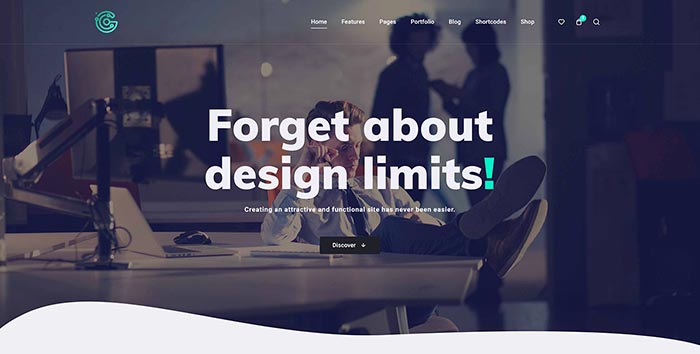 Home Features Pages Portfolio Blog Shortcodes Shop
Forget about
design limits!
Creating an attractive and functional site has never been easier.
Discover ↓